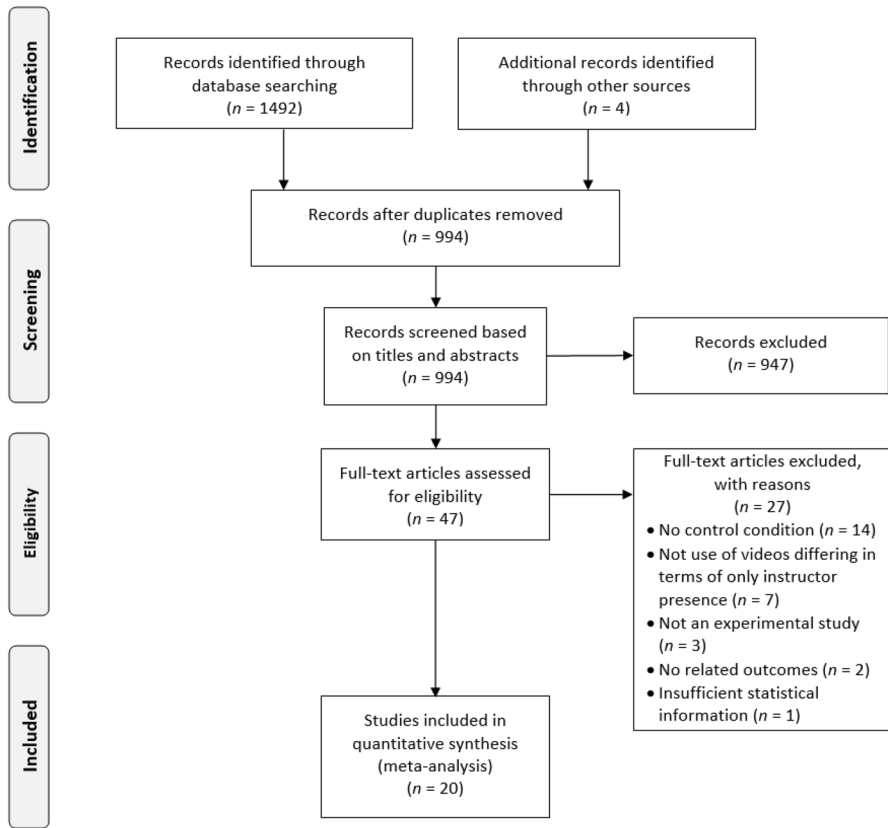 Identification
Records identified through
database searching
(n = 1492)
Additional records identified
through other sources
(n = 4)
Records after duplicates removed
(n = 994)
Screening
Records screened based
on titles and abstracts
(n = 994)
Records excluded
(n = 947)
Eligibility
Full-text articles assessed
for eligibility
(n = 47)
Full-text articles excluded,
with reasons
(n = 27)
• No control condition (n = 14)
• Not use of videos differing in
terms of only instructor
presence (n = 7)
• Not an experimental study
(n = 3)
• No related outcomes (n = 2)
• Insufficient statistical
information (n = 1)
Included
Studies included in
quantitative synthesis
(meta-analysis)
(n = 20)